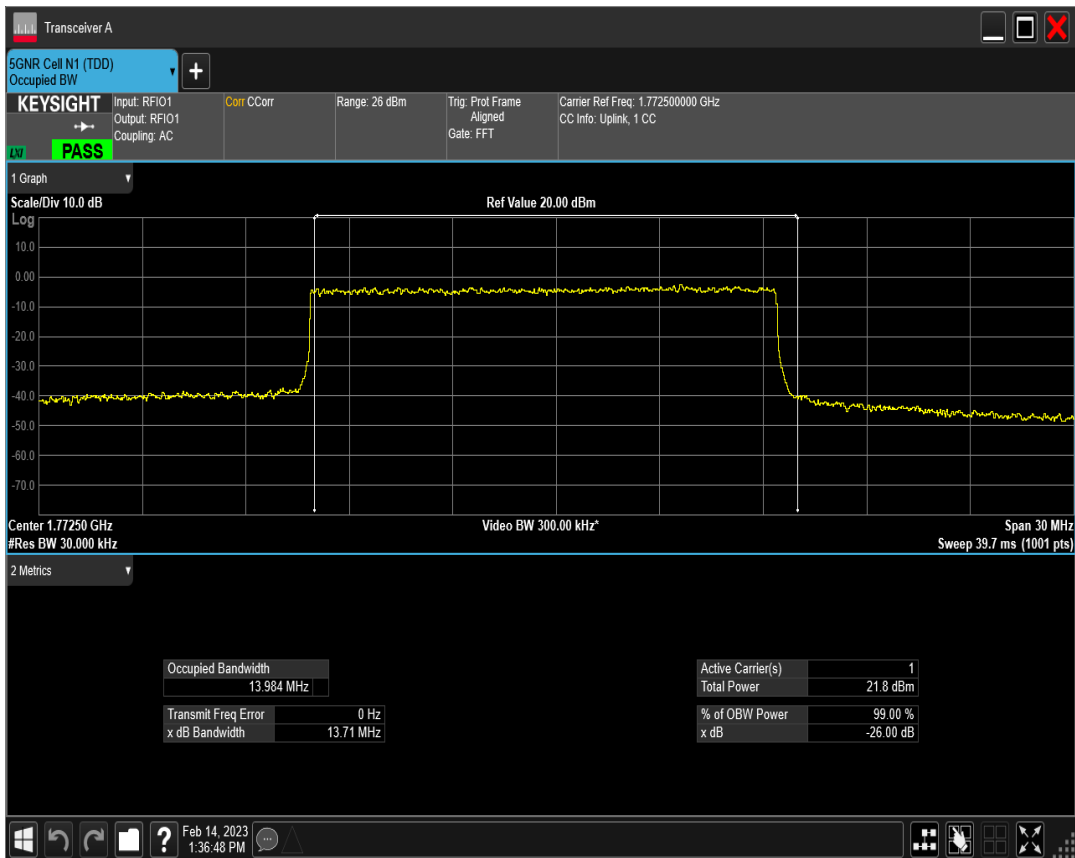 Transceiver A
5GNR Cell N1 (TDD)
Occupied BW
+
KEYSIGHT
LXI
PASS
Input: RFIO1
Output: RFIO1
Coupling: AC
Corr CCorr
Range: 26 dBm
Trig: Prot Frame
Aligned
Gate: FFT
Carrier Ref Freq: 1.772500000 GHz
CC Info: Uplink, 1 CC
1 Graph
Scale/Div 10.0 dB
Ref Value 20.00 dBm
Log
10.0
0.00
-10.0
-20.0
-30.0
-40.0
-50.0
-60.0
-70.0
Center 1.77250 GHz
Video BW 300.00 kHz*
Span 30 MHz
#Res BW 30.000 kHz
Sweep 39.7 ms (1001 pts)
2 Metrics
Occupied Bandwidth
13.984 MHz
Transmit Freq Error 0 Hz
x dB Bandwidth 13.71 MHz
Active Carrier(s) 1
Total Power 21.8 dBm
% of OBW Power 99.00 %
x dB -26.00 dB
?
Feb 14, 2023
1:36:48 PM